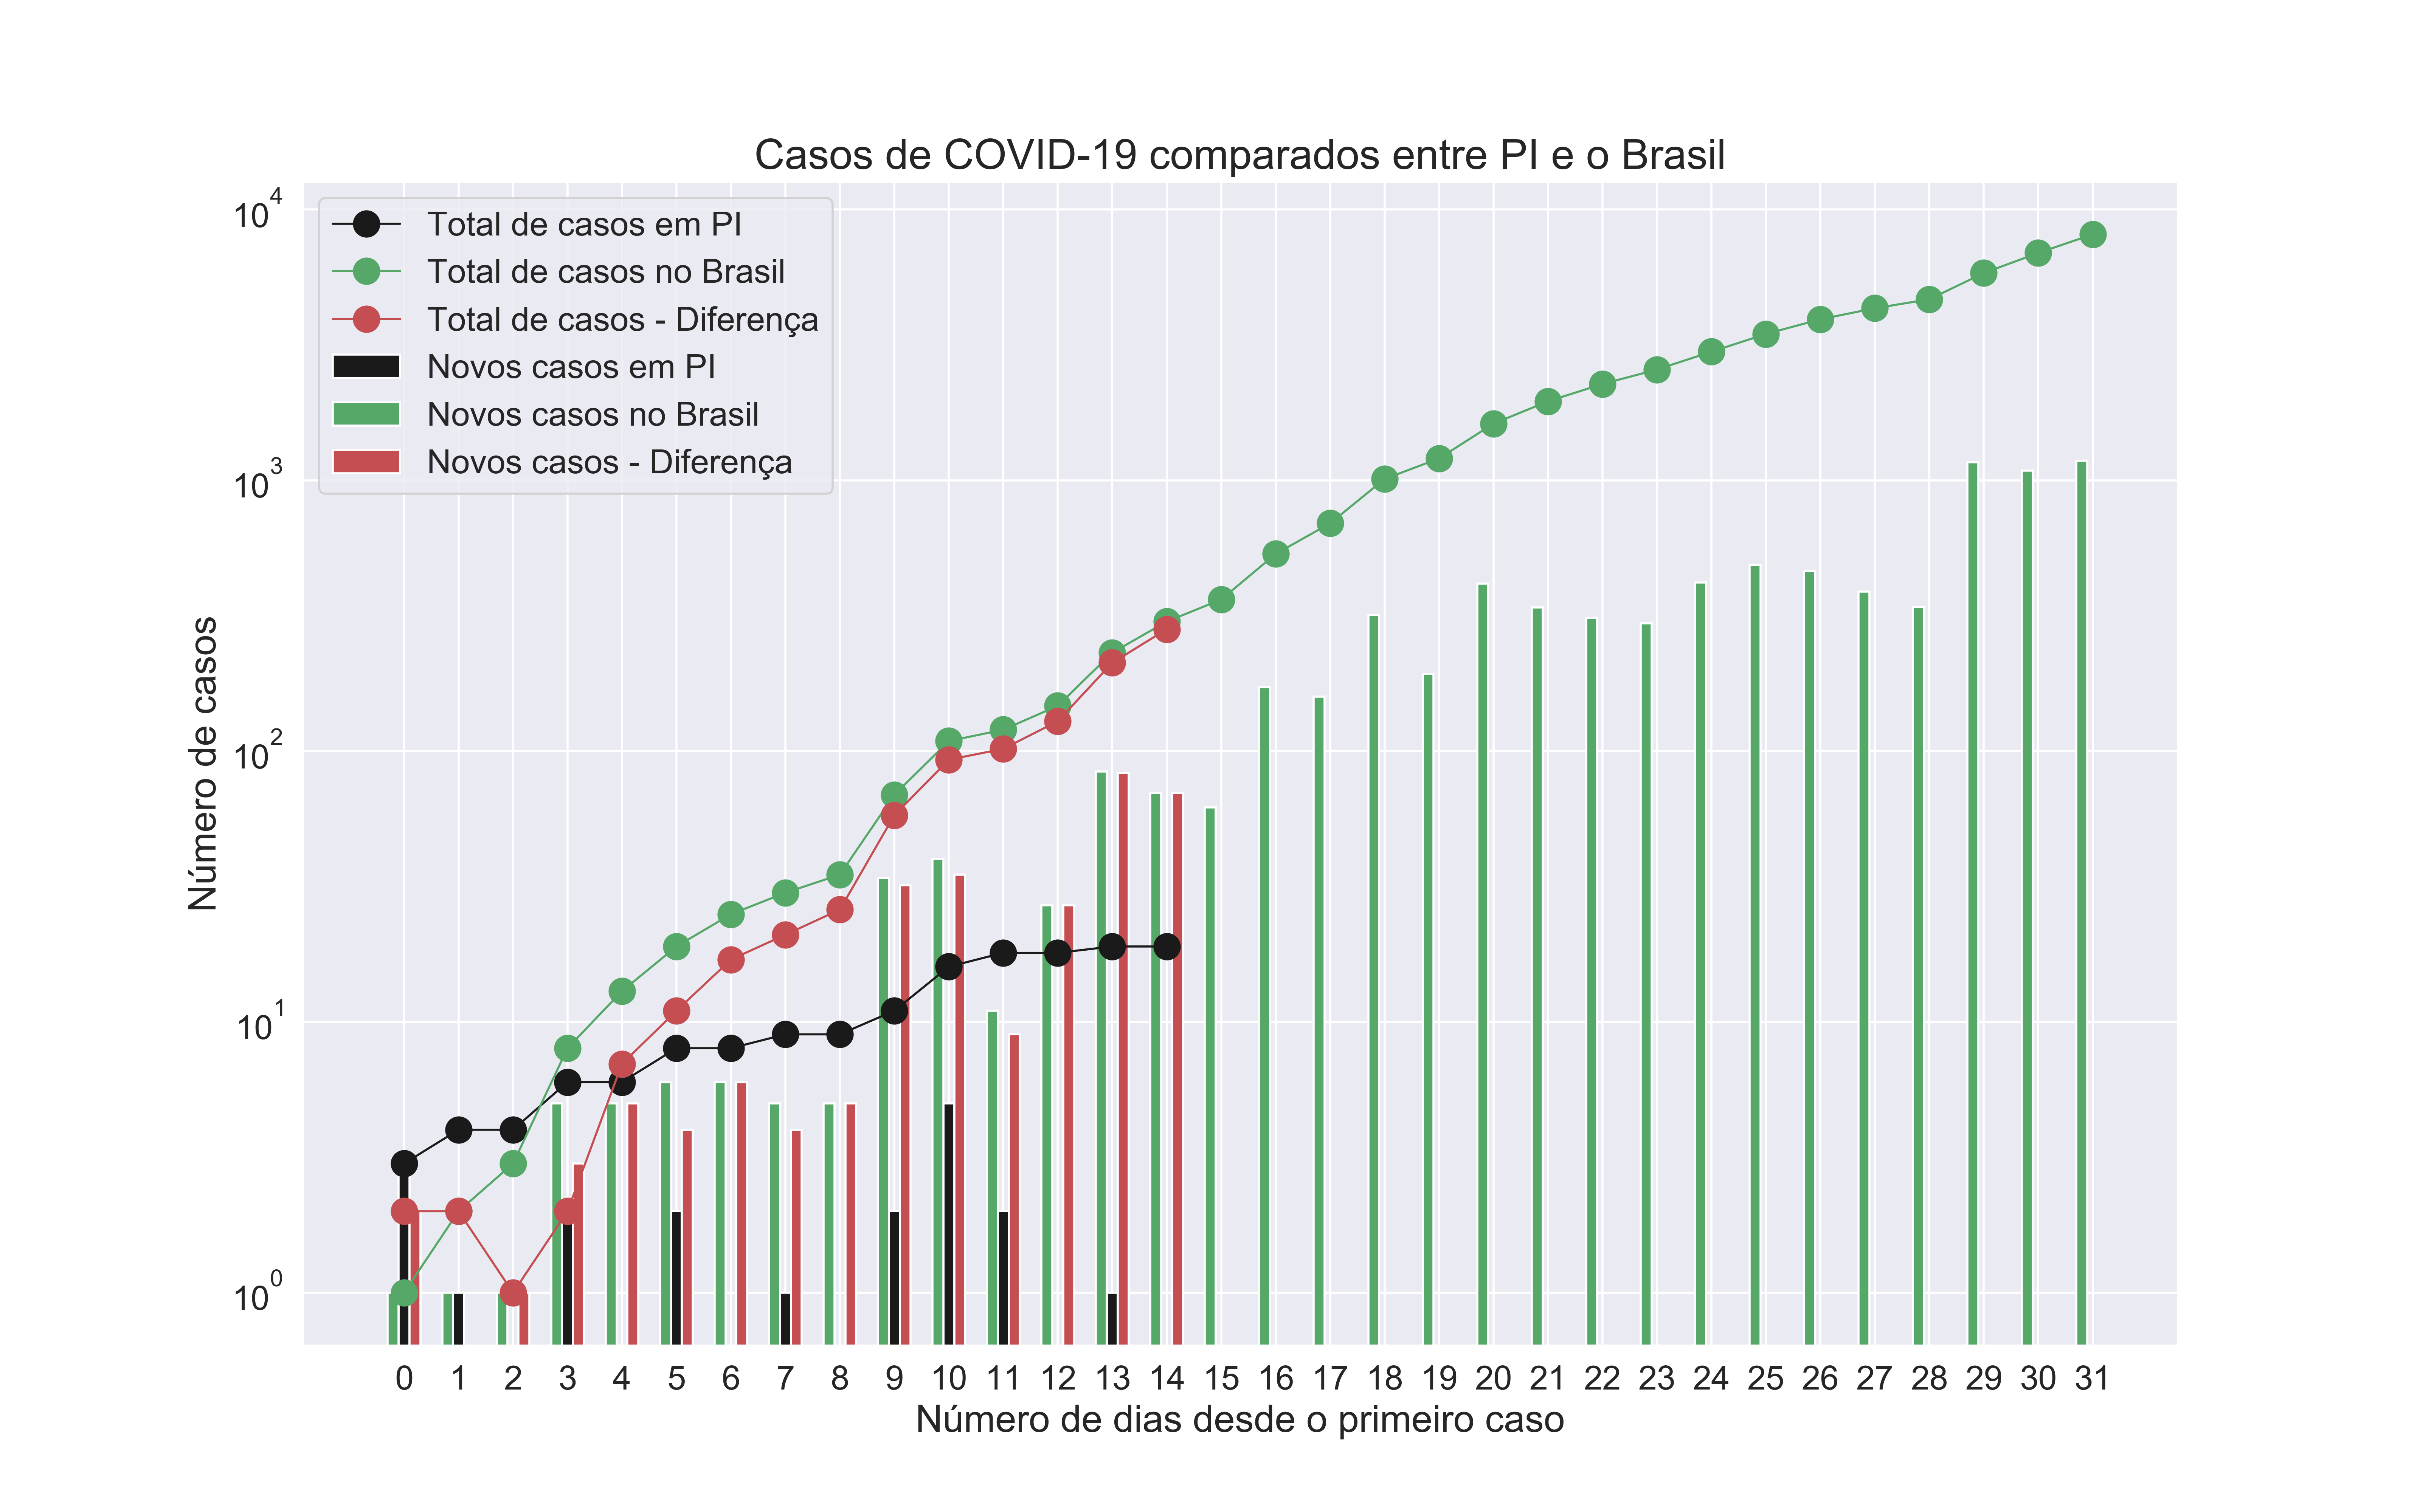 Casos de COVID-19 comparados entre PI e o Brasil
10^4
10^3
10^2
10^1
10^0
Número de casos
Total de casos em PI
Total de casos no Brasil
Total de casos - Diferença
Novos casos em PI
Novos casos no Brasil
Novos casos - Diferença
0 1 2 3 4 5 6 7 8 9 10 11 12 13 14 15 16 17 18 19 20 21 22 23 24 25 26 27 28 29 30 31
Número de dias desde o primeiro caso